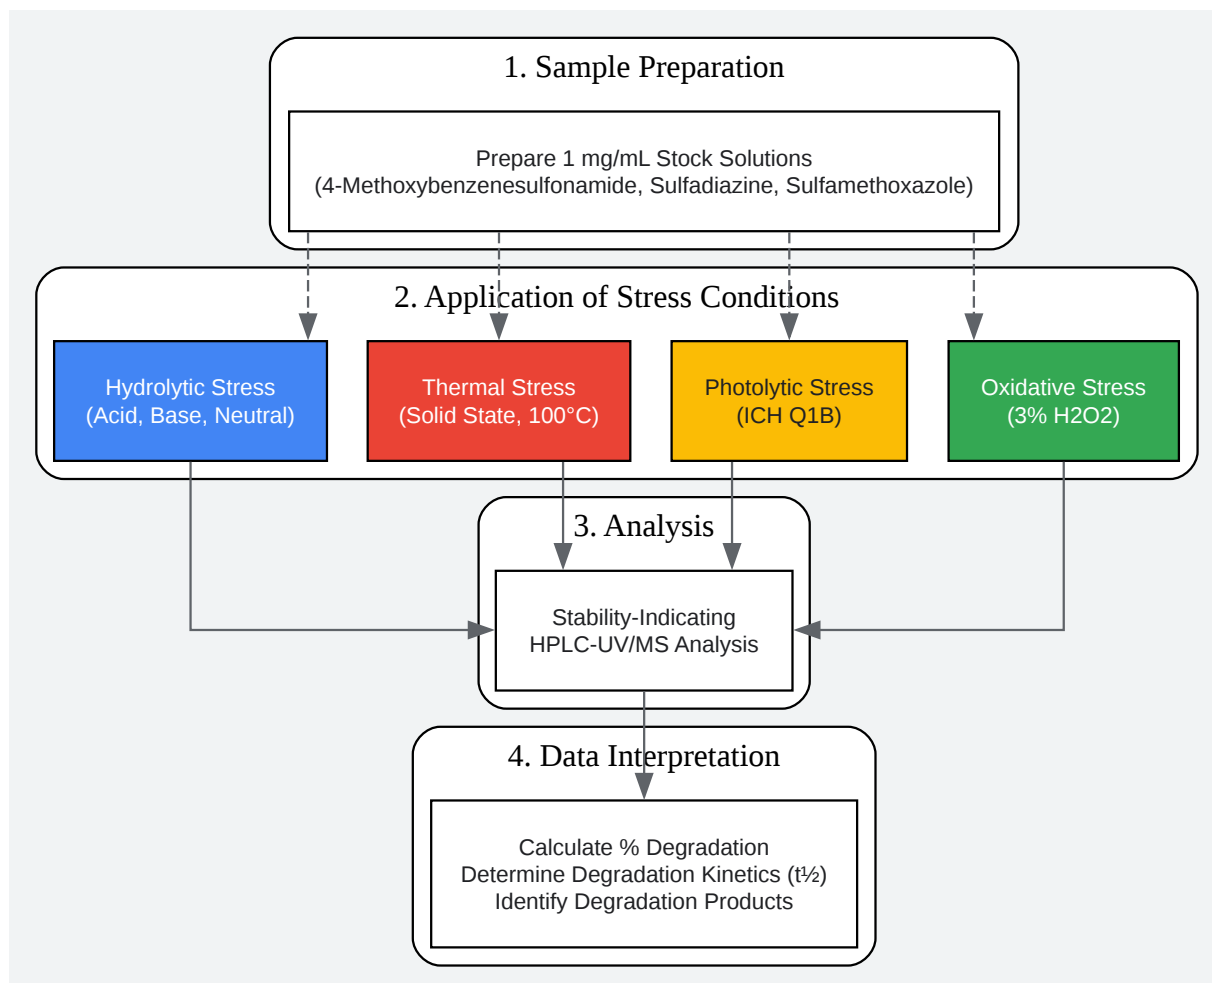 1. Sample Preparation
Prepare 1 mg/mL Stock Solutions
(4-Methoxybenzenesulfonamide, Sulfadiazine, Sulfamethoxazole)
2. Application of Stress Conditions
Hydrolytic Stress
(Acid, Base, Neutral)
Thermal Stress
(Solid State, 100°C)
Photolytic Stress
(ICH Q1B)
Oxidative Stress
(3% H2O2)
3. Analysis
Stability-Indicating
HPLC-UV/MS Analysis
4. Data Interpretation
Calculate % Degradation
Determine Degradation Kinetics (t½)
Identify Degradation Products